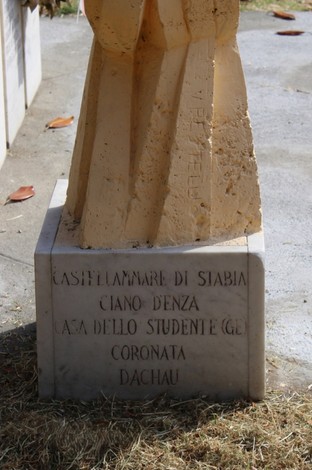 CASTELLAMMARE DI STABIA
CIANO D'ENZA
CASA DELLO STUDENTE (GE)
CORONATA
DACHAU